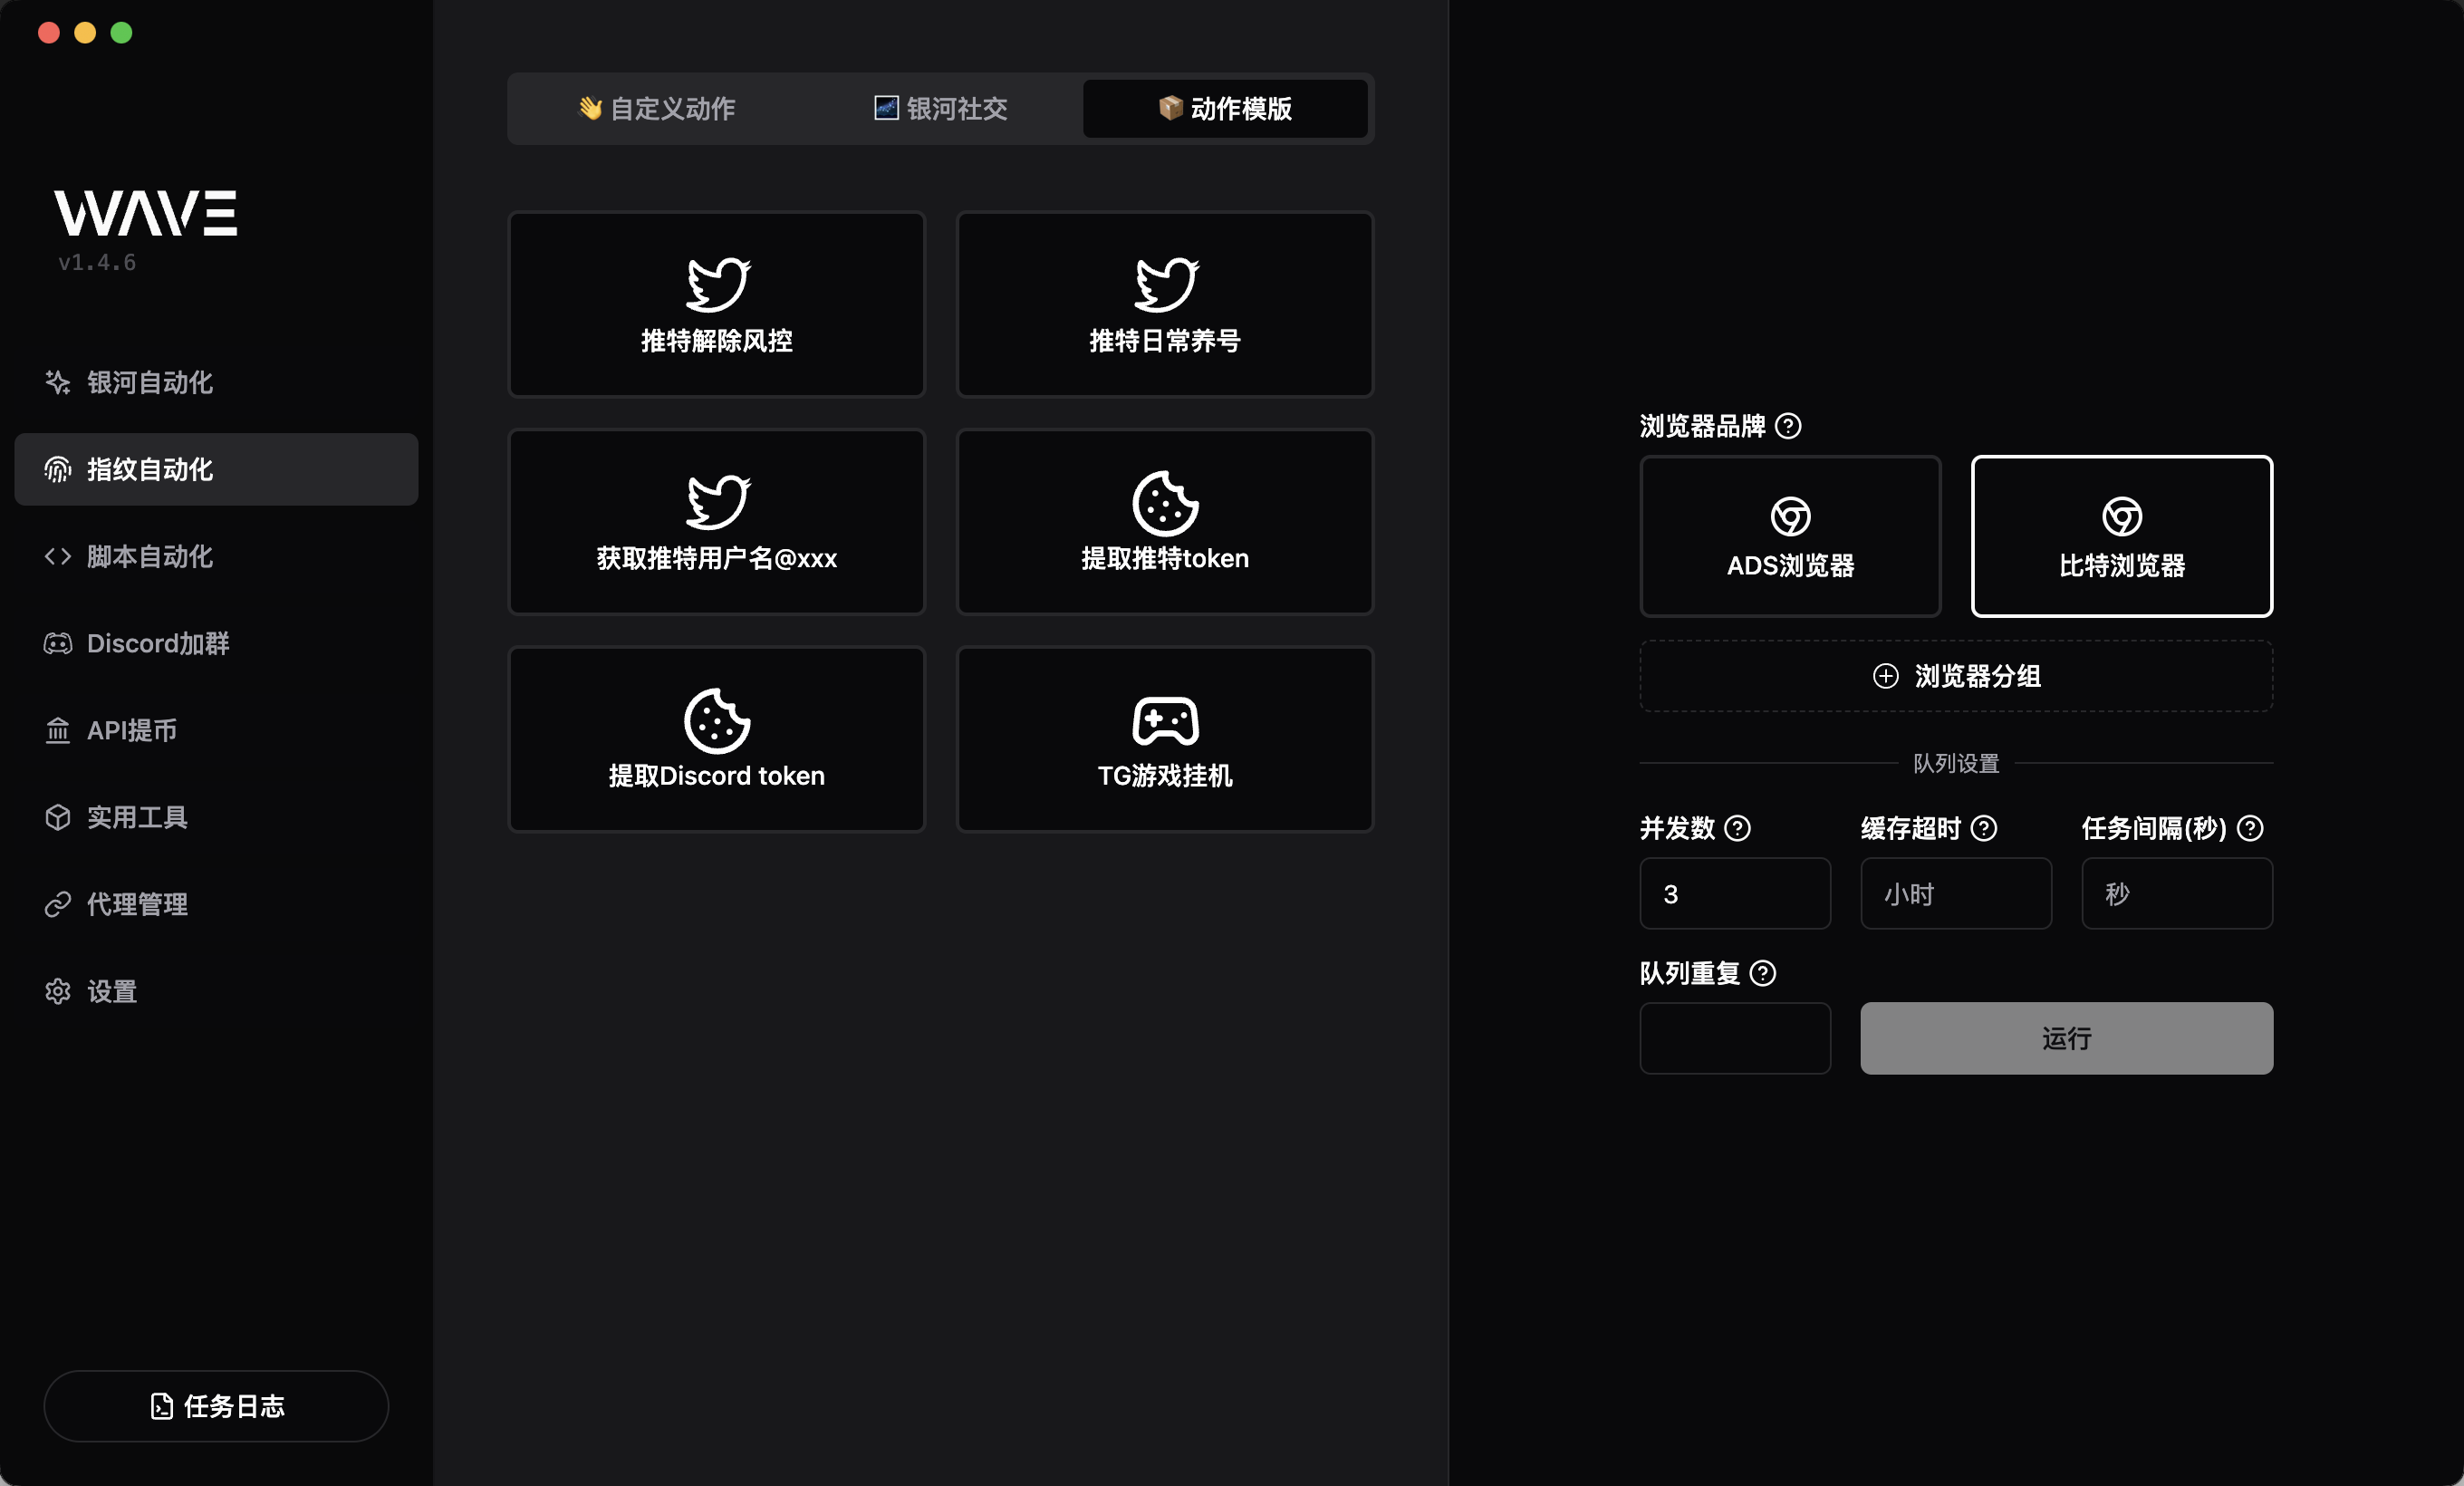 WAVE
v1.4.6
银河自动化
指纹自动化
脚本自动化
Discord加群
API提币
实用工具
代理管理
设置
任务日志
👋 自定义动作
🌌 银河社交
📦 动作模版
推特解除风控
推特日常养号
获取推特用户名@xxx
提取推特token
提取Discord token
TG游戏挂机
浏览器品牌
ADS浏览器
比特浏览器
浏览器分组
队列设置
并发数
缓存超时
任务间隔(秒)
3
小时
秒
队列重复
运行